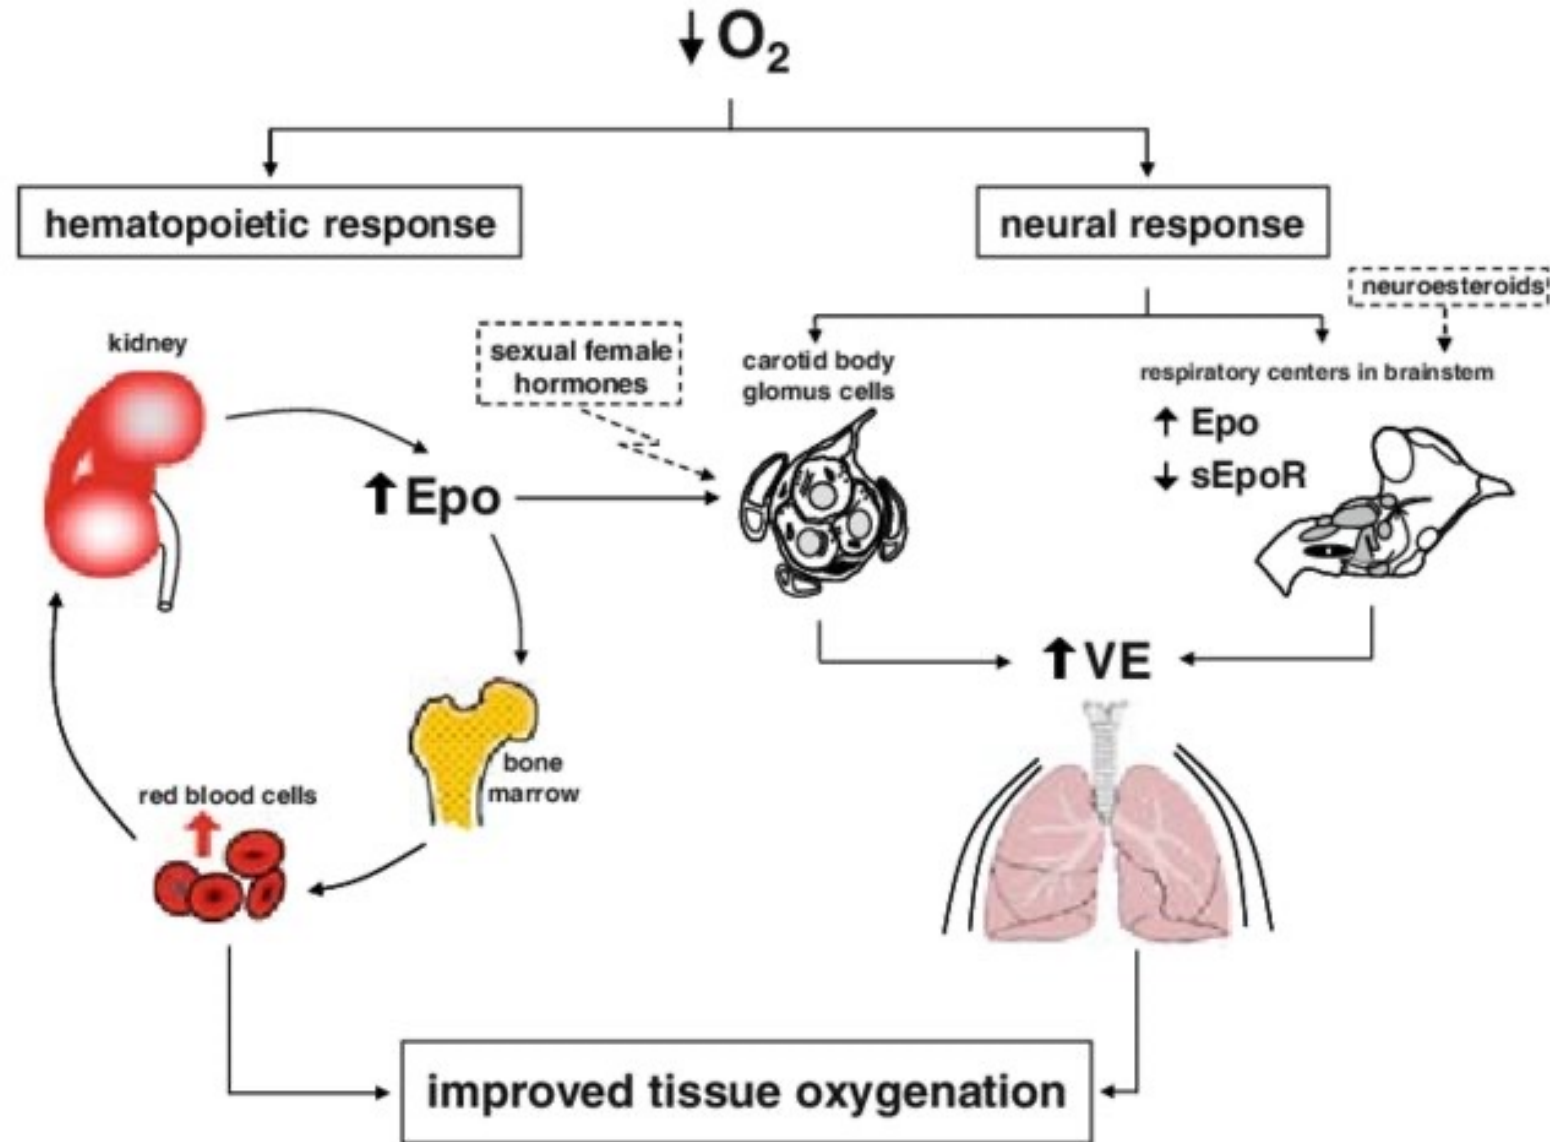 ↓ O₂
hematopoietic response
neural response
neuroesteroids
kidney
sexual female
hormones
carotid body
glomus cells
respiratory centers in brainstem
↑ Epo
↓ sEpoR
↑ Epo
↑ VE
bone
marrow
red blood cells
improved tissue oxygenation